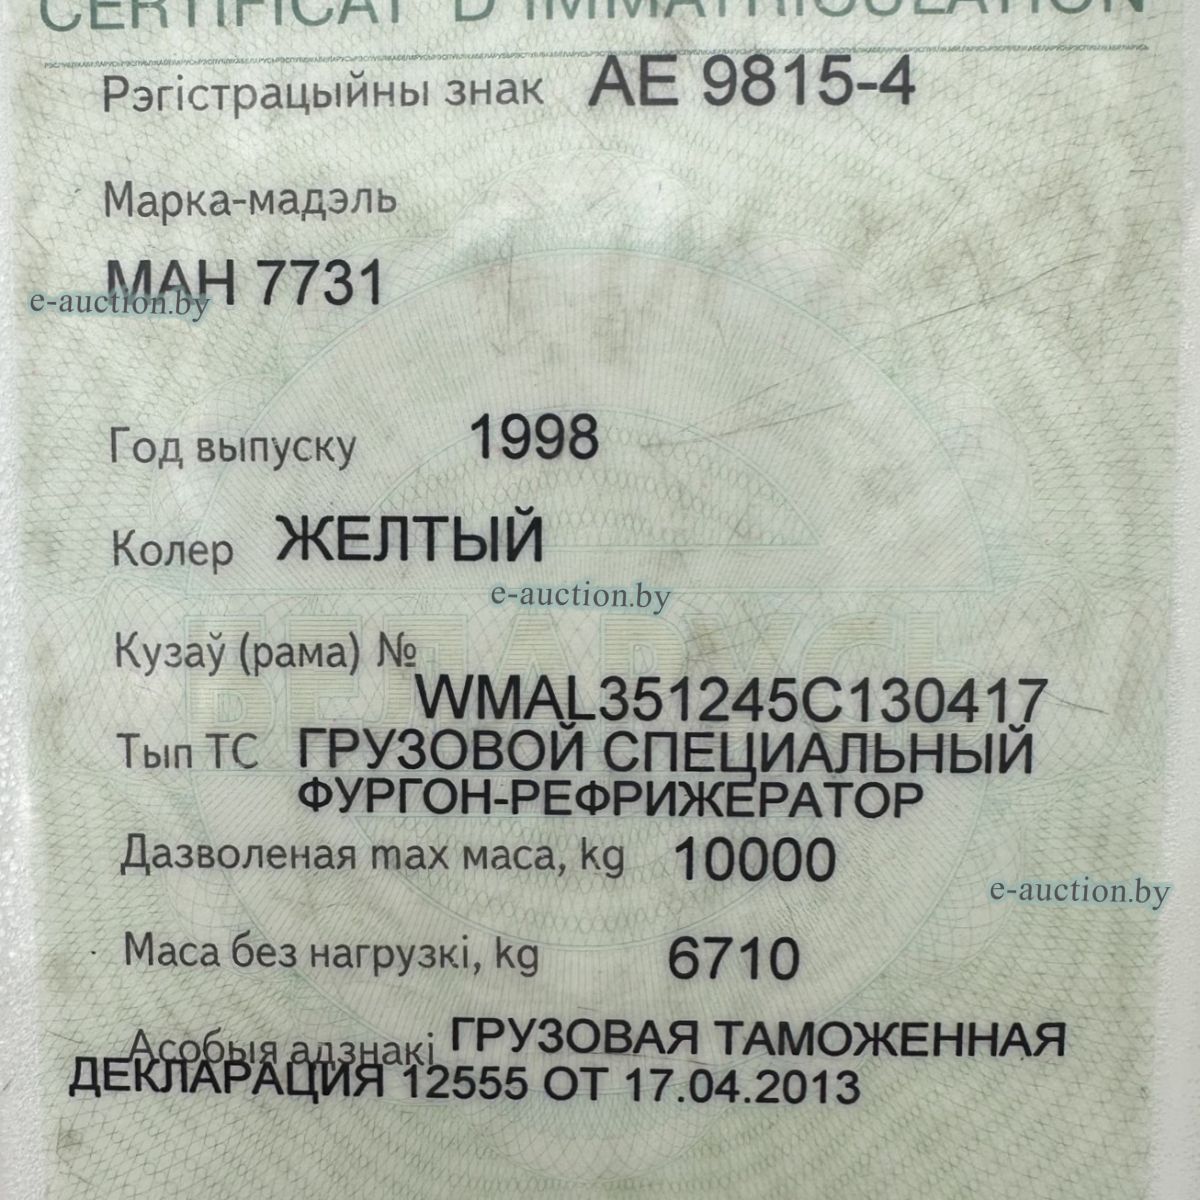 CERTIFICAT D'IMMATRICULATION
Рэгістрацыйны знак АЕ 9815-4
Марка-мадэль
МАН 7731
e-auction.by
Год выпуску 1998
Колер ЖЕЛТЫЙ
e-auction.by
БЕЛАРУСЬ
Кузаў (рама) №
WMAL351245C130417
Тып ТС ГРУЗОВОЙ СПЕЦИАЛЬНЫЙ
ФУРГОН-РЕФРИЖЕРАТОР
Дазволеная max маса, kg 10000
e-auction.by
Маса без нагрузкі, kg 6710
Асобыя адзнакі ГРУЗОВАЯ ТАМОЖЕННАЯ
ДЕКЛАРАЦИЯ 12555 ОТ 17.04.2013